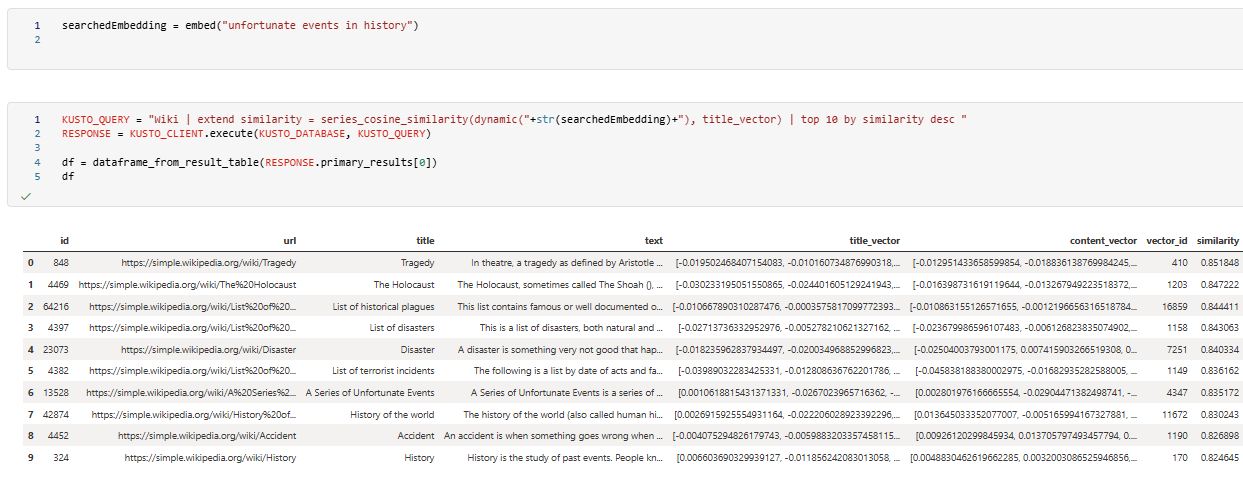 1 searchedEmbedding = embed("unfortunate events in history")
2
1 KUSTO_QUERY = "Wiki | extend similarity = series_cosine_similarity(dynamic("+str(searchedEmbedding)+"), title_vector) | top 10 by similarity desc "
2 RESPONSE = KUSTO_CLIENT.execute(KUSTO_DATABASE, KUSTO_QUERY)
3
4 df = dataframe_from_result_table(RESPONSE.primary_results[0])
5 df
id url title text title_vector content_vector vector_id similarity
0 848 https://simple.wikipedia.org/wiki/Tragedy Tragedy In theatre, a tragedy as defined by Aristotle ... [-0.019502468407154083, -0.010160734876990318,... [-0.012951433658599854, -0.018836138769984245,... 410 0.851848
1 4469 https://simple.wikipedia.org/wiki/The%20Holocaust The Holocaust The Holocaust, sometimes called The Shoah (), ... [-0.030233195051550865, -0.024401605129241943,... [-0.016398731619119644, -0.013267949223518372,... 1203 0.847222
2 64216 https://simple.wikipedia.org/wiki/List%20of%20... List of historical plagues This list contains famous or well documented o... [-0.010667890310287476, -0.0003575817099772393... [-0.010863155126571655, -0.0012196656316518784... 16859 0.844411
3 4397 https://simple.wikipedia.org/wiki/List%20of%20... List of disasters This is a list of disasters, both natural and ... [-0.02713736332952976, -0.005278210621327162, ... [-0.023679986596107483, -0.006126823835074902,... 1158 0.843063
4 23073 https://simple.wikipedia.org/wiki/Disaster Disaster A disaster is something very not good that hap... [-0.018235962837934497, -0.020034968852996823,... [-0.02504003793001175, 0.007415903266519308, 0... 7251 0.840334
5 4382 https://simple.wikipedia.org/wiki/List%20of%20... List of terrorist incidents The following is a list by date of acts and fa... [-0.03989032283425331, -0.012808636762201786, ... [-0.045838188380002975, -0.01682935282588005, ... 1149 0.836162
6 13528 https://simple.wikipedia.org/wiki/A%20Series%2... A Series of Unfortunate Events A Series of Unfortunate Events is a series of ... [0.0010618815431371331, -0.0267023965716362, -... [0.002801976166665554, -0.02904471382498741, -... 4347 0.835172
7 42874 https://simple.wikipedia.org/wiki/History%20of... History of the world The history of the world (also called human hi... [0.0026915925554931164, -0.022206028923392296,... [0.013645033352077007, -0.005165994167327881, ... 11672 0.830243
8 4452 https://simple.wikipedia.org/wiki/Accident Accident An accident is when something goes wrong when ... [-0.004075294826179743, -0.0059883203357458115... [0.00926120299845934, 0.013705797493457794, 0.... 1190 0.826898
9 324 https://simple.wikipedia.org/wiki/History History History is the study of past events. People kn... [0.006603690329939127, -0.011856242083013058, ... [0.0048830462619662285, 0.0032003086525946856,... 170 0.824645